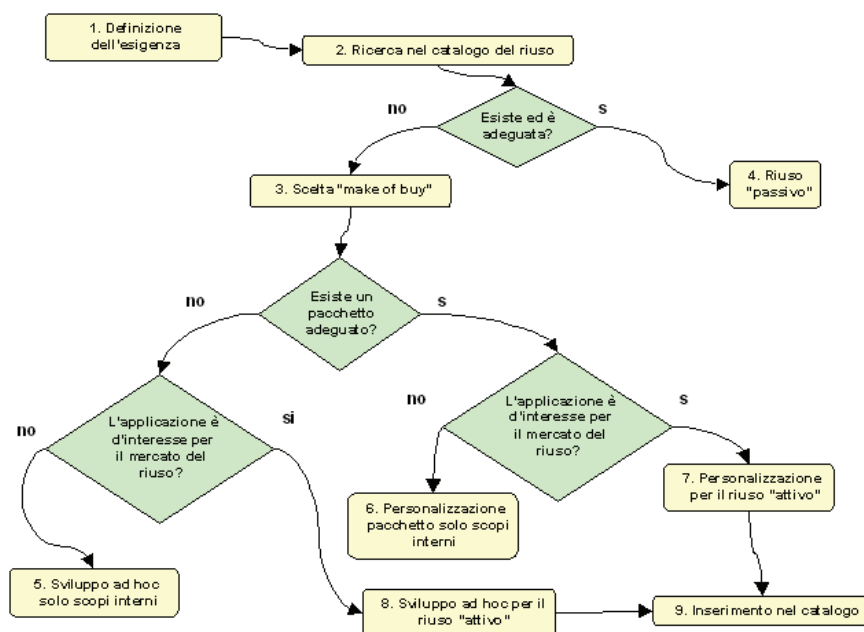 1. Definizione
dell'esigenza
2. Ricerca nel catalogo del riuso
no
Esiste ed è
adeguata?
s
3. Scelta "make of buy"
4. Riuso
"passivo"
no
Esiste un
pacchetto
adeguato?
s
no
L'applicazione è
d'interesse per
il mercato del
riuso?
si
no
L'applicazione è
d'interesse per
il mercato del
riuso?
s
7. Personalizzazione
per il riuso "attivo"
6. Personalizzazione
pacchetto solo scopi
interni
5. Sviluppo ad hoc
solo scopi interni
8. Sviluppo ad hoc per il
riuso "attivo"
9. Inserimento nel catalogo